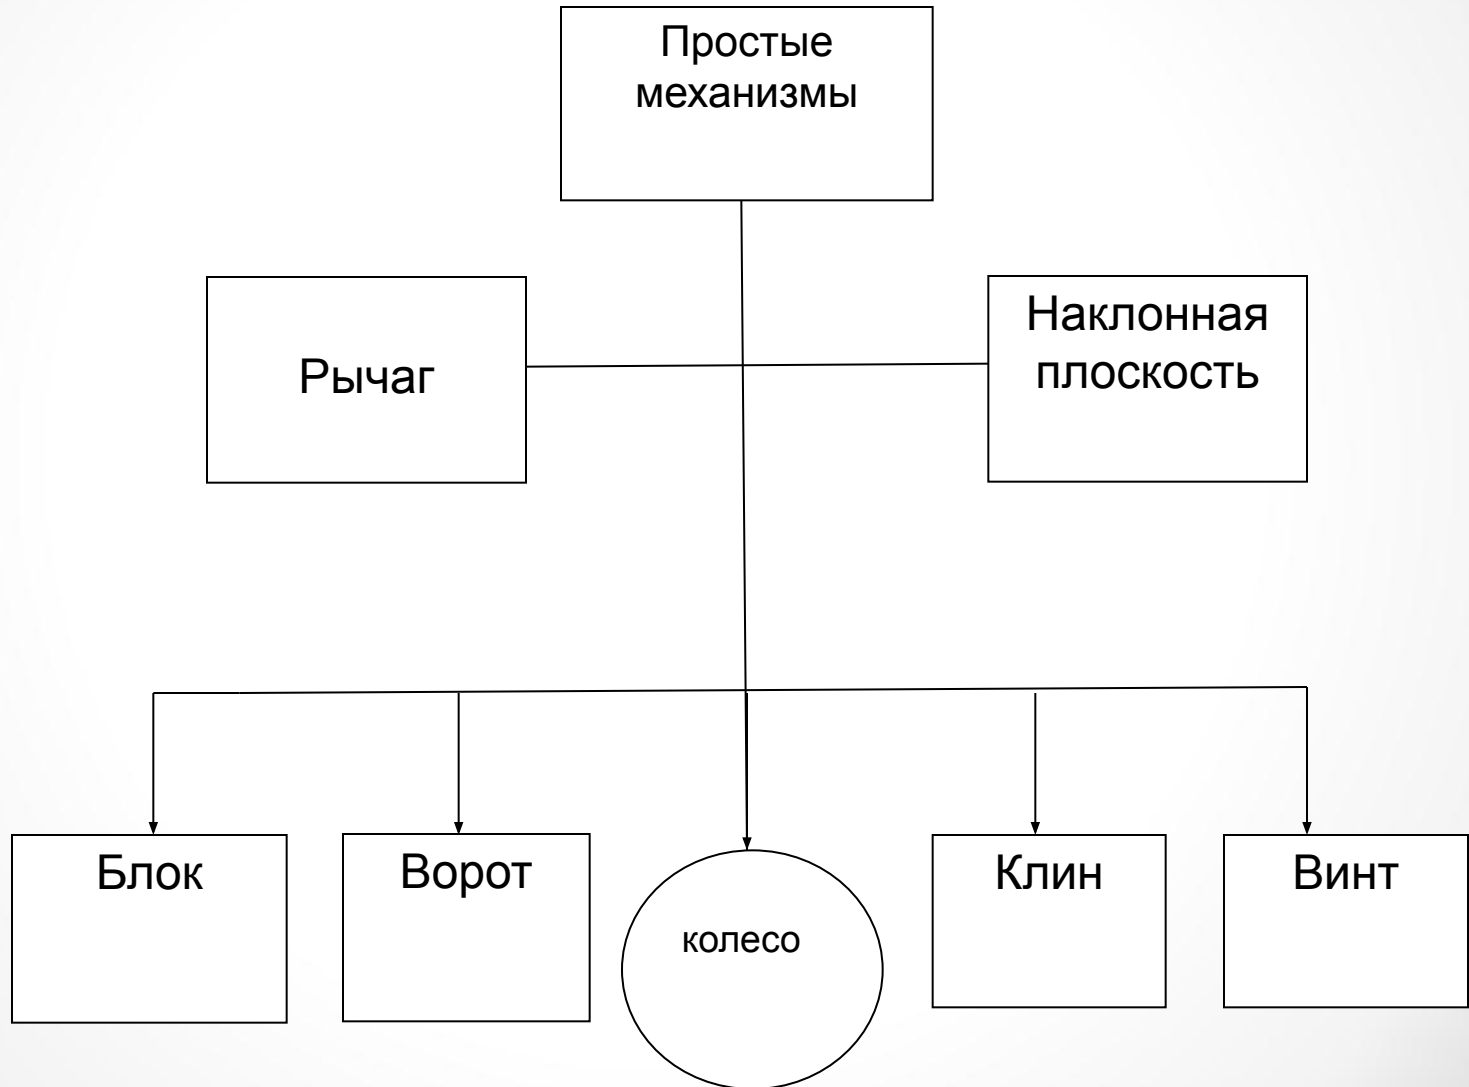 Простые
механизмы
Рычаг
Наклонная
плоскость
Блок
Ворот
колесо
Клин
Винт